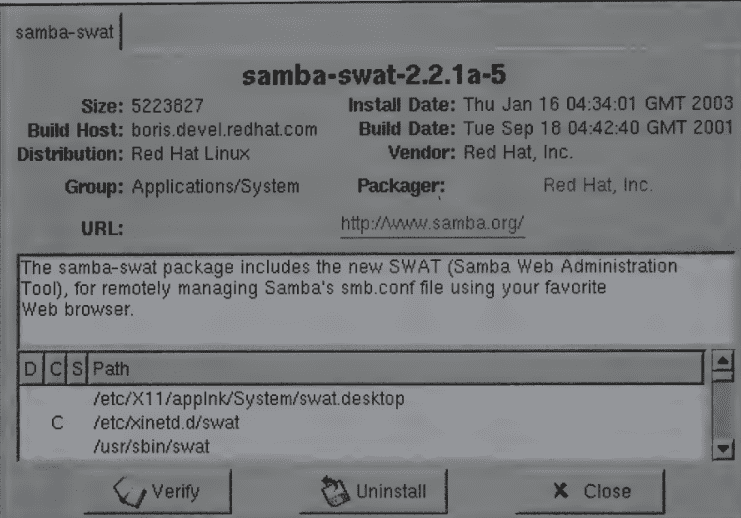 samba-swat
samba-swat-2.2.1a-5
Size: 5223827 Install Date: Thu Jan 16 04:34:01 GMT 2003
Build Host: boris.devel.redhat.com Build Date: Tue Sep 18 04:42:40 GMT 2001
Distribution: Red Hat Linux Vendor: Red Hat, Inc.
Group: Applications/System Packager: Red Hat, Inc.
URL: http://www.samba.org/
The samba-swat package includes the new SWAT (Samba Web Administration
Tool), for remotely managing Samba's smb.conf file using your favorite
Web browser.
D C S Path
/etc/X11/applnk/System/swat.desktop
C /etc/xinetd.d/swat
/usr/sbin/swat
Verify Uninstall Close